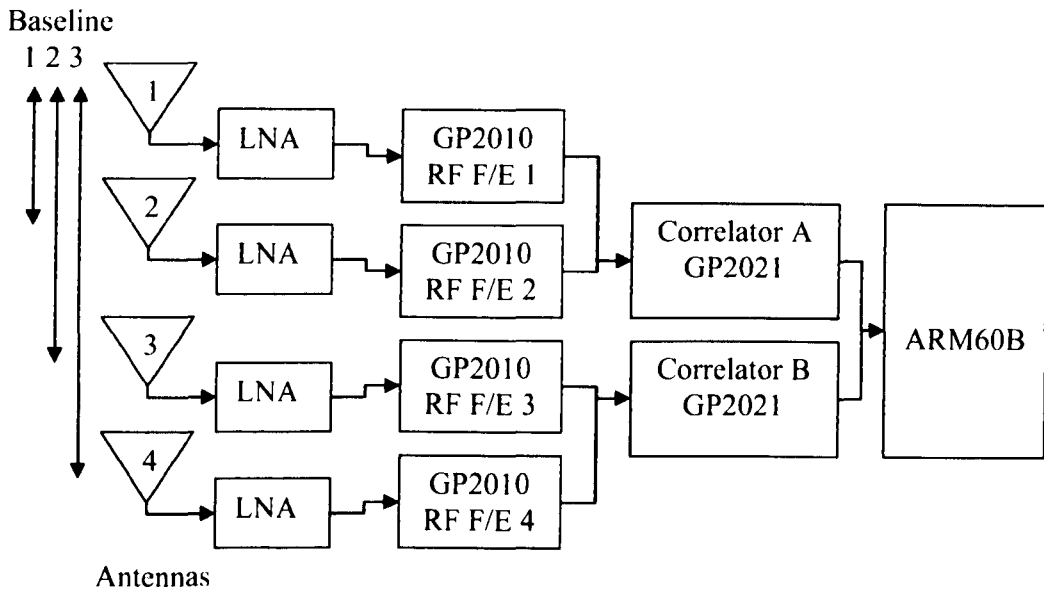 Baseline
1 2 3
1
LNA
GP2010
RF F/E 1
2
LNA
GP2010
RF F/E 2
Correlator A
GP2021
3
LNA
GP2010
RF F/E 3
Correlator B
GP2021
ARM60B
4
LNA
GP2010
RF F/E 4
Antennas